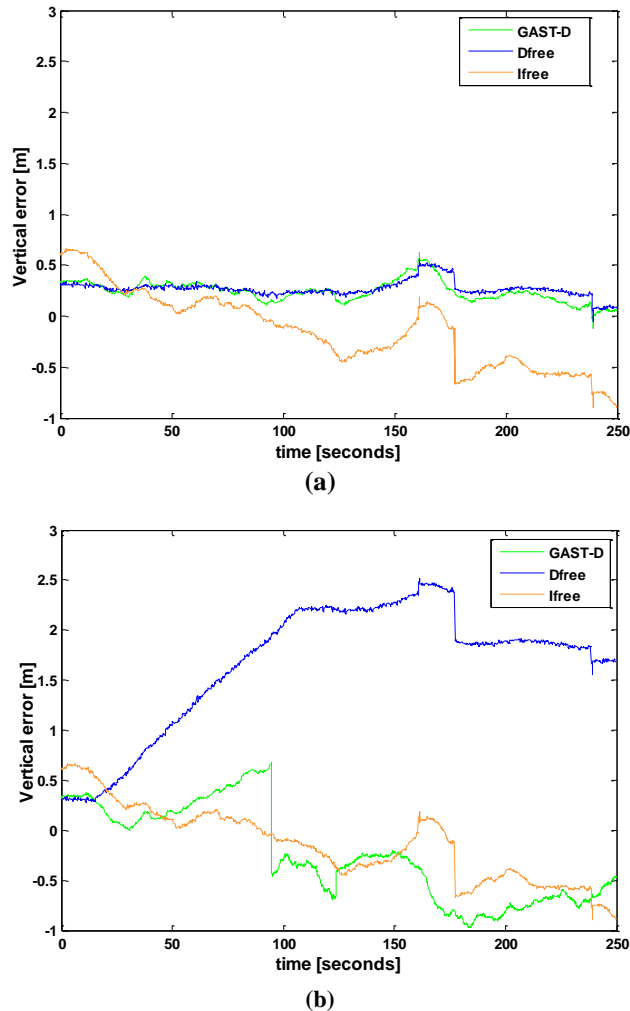 GAST-D
Dfree
Ifree
3
2.5
2
1.5
1
0.5
0
-0.5
-1
Vertical error [m]
0 50 100 150 200 250
time [seconds]
(a)
GAST-D
Dfree
Ifree
3
2.5
2
1.5
1
0.5
0
-0.5
-1
Vertical error [m]
0 50 100 150 200 250
time [seconds]
(b)